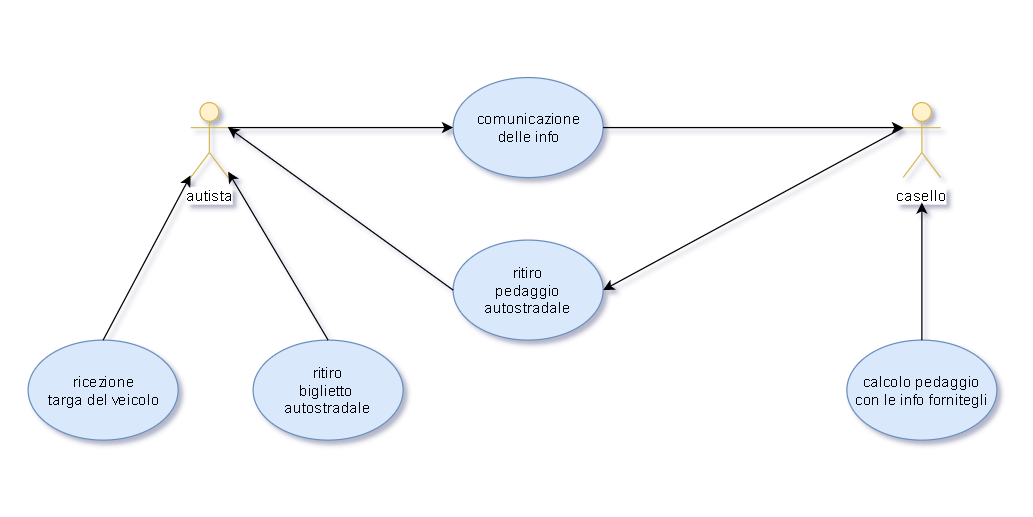 comunicazione
delle info
autista
casello
ritiro
pedaggio
autostradale
ricezione
targa del veicolo
ritiro
biglietto
autostradale
calcolo pedaggio
con le info fornitegli